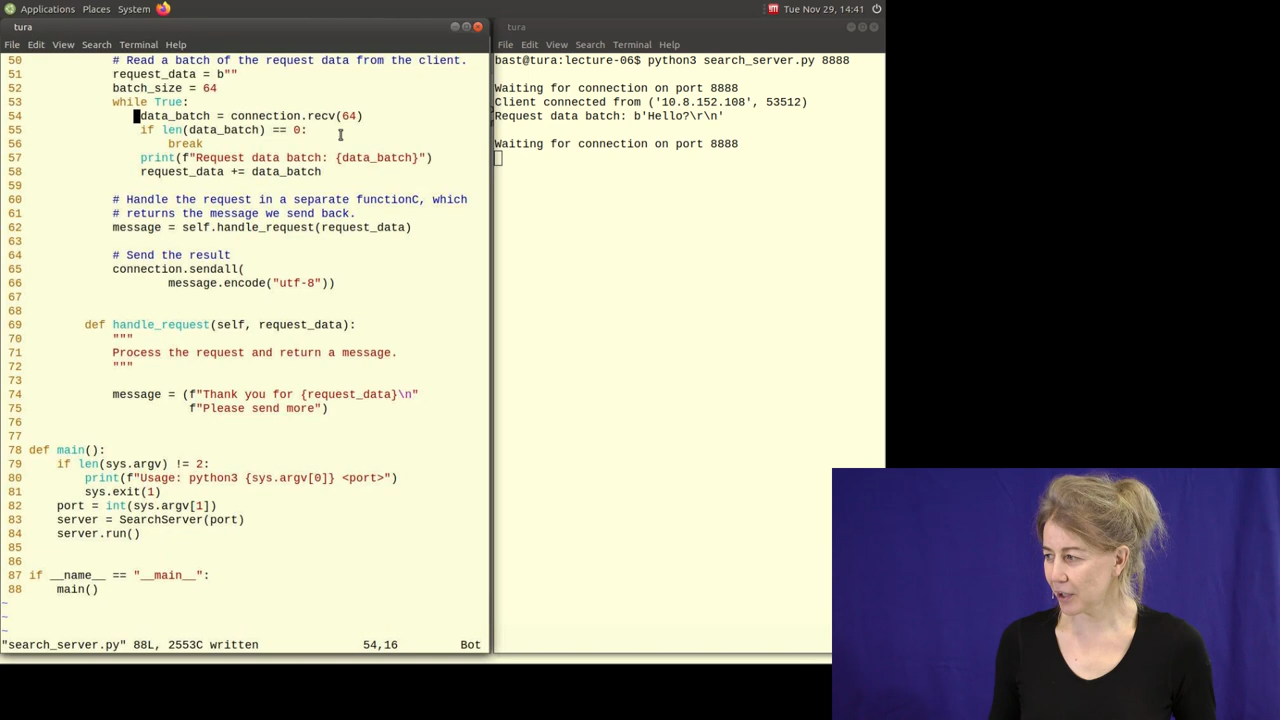 Applications Places System
Tue Nov 29, 14:41
tura
File Edit View Search Terminal Help
50 # Read a batch of the request data from the client.
51 request_data = b""
52 batch_size = 64
53 while True:
54 data_batch = connection.recv(64)
55 if len(data_batch) == 0:
56 break
57 print(f"Request data batch: {data_batch}")
58 request_data += data_batch
59
60 # Handle the request in a separate functionC, which
61 # returns the message we send back.
62 message = self.handle_request(request_data)
63
64 # Send the result
65 connection.sendall(
66 message.encode("utf-8"))
67
68
69 def handle_request(self, request_data):
70 """
71 Process the request and return a message.
72 """
73
74 message = (f"Thank you for {request_data}\n"
75 f"Please send more")
76
77
78 def main():
79 if len(sys.argv) != 2:
80 print(f"Usage: python3 {sys.argv[0]} <port>")
81 sys.exit(1)
82 port = int(sys.argv[1])
83 server = SearchServer(port)
84 server.run()
85
86
87 if __name__ == "__main__":
88 main()
~
~
~
"search_server.py" 88L, 2553C written 54,16 Bot
tura
File Edit View Search Terminal Help
bast@tura:lecture-06$ python3 search_server.py 8888
Waiting for connection on port 8888
Client connected from ('10.8.152.108', 53512)
Request data batch: b'Hello?\r\n'
Waiting for connection on port 8888